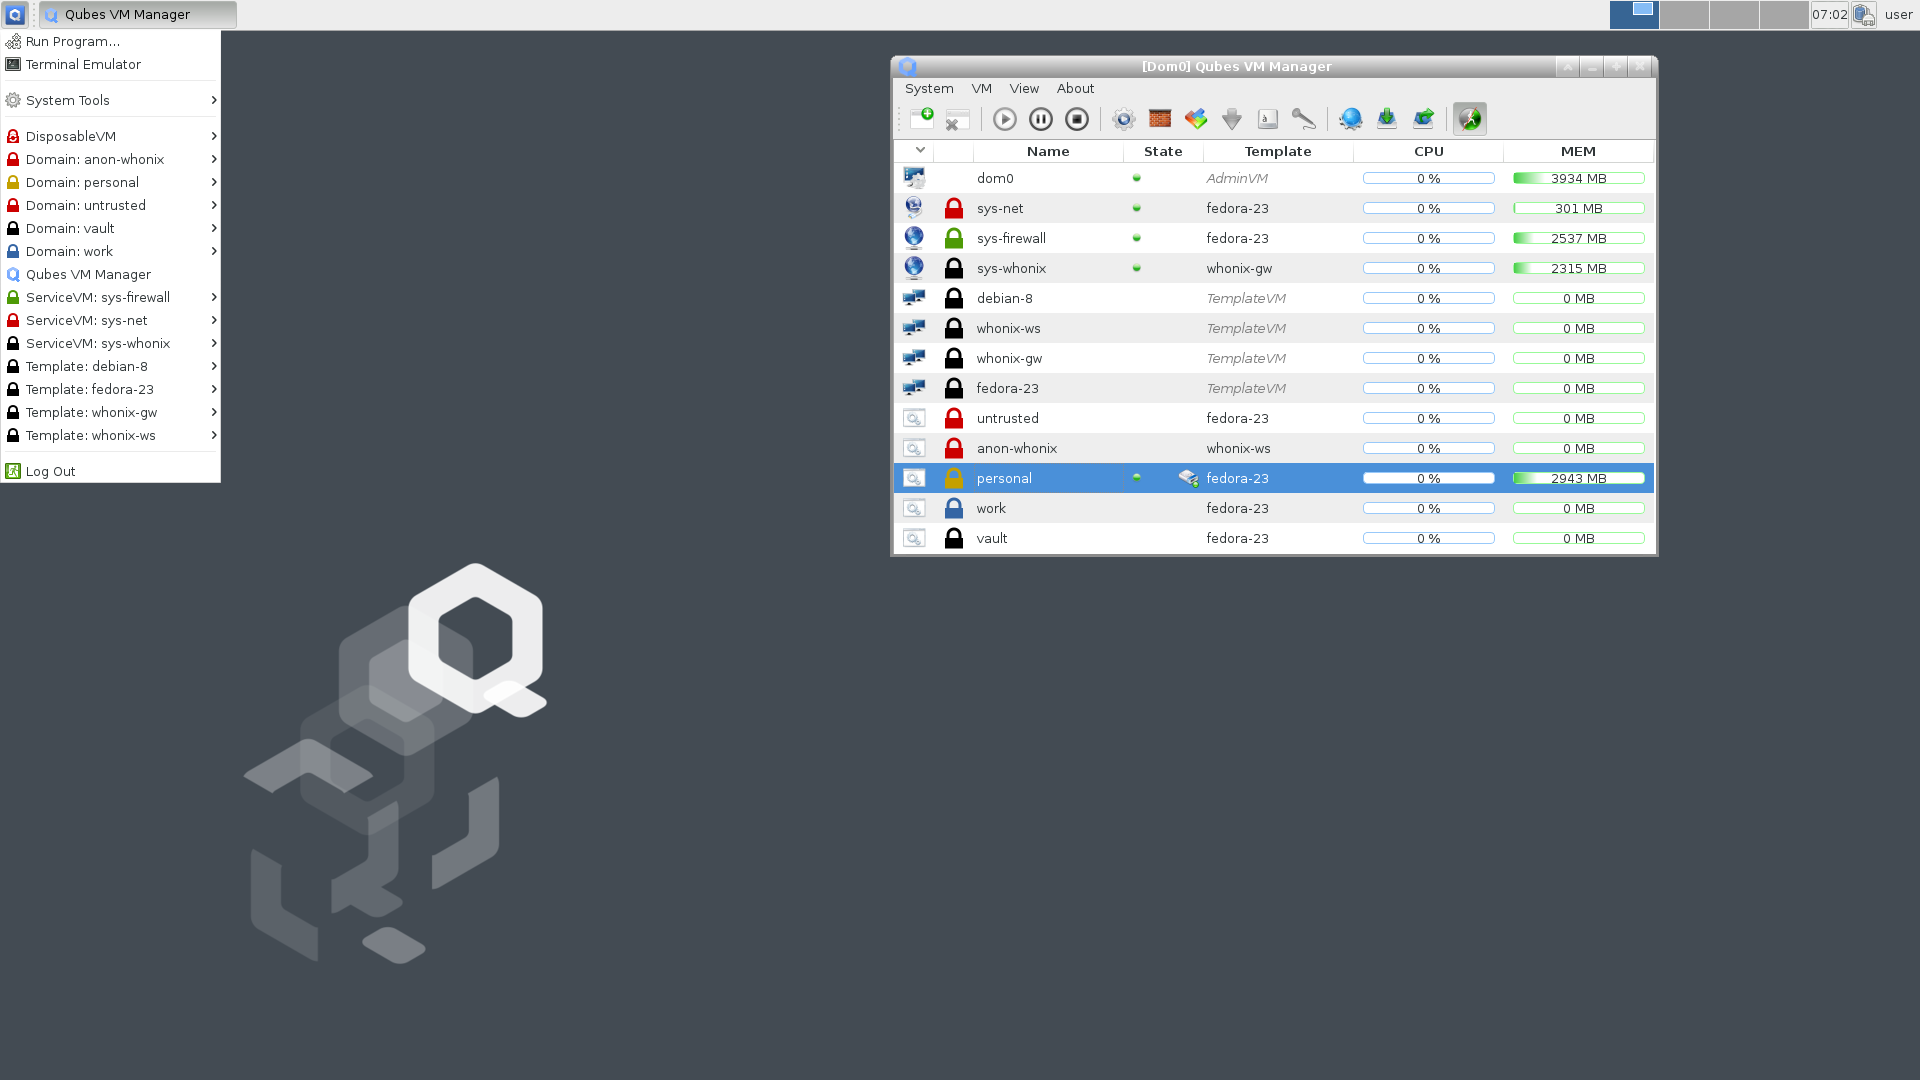 Qubes VM Manager
07:02
user
Run Program...
Terminal Emulator
System Tools
DisposableVM
Domain: anon-whonix
Domain: personal
Domain: untrusted
Domain: vault
Domain: work
Qubes VM Manager
ServiceVM: sys-firewall
ServiceVM: sys-net
ServiceVM: sys-whonix
Template: debian-8
Template: fedora-23
Template: whonix-gw
Template: whonix-ws
Log Out
[Dom0] Qubes VM Manager
System VM View About
Name State Template CPU MEM
dom0 AdminVM 0 % 3934 MB
sys-net fedora-23 0 % 301 MB
sys-firewall fedora-23 0 % 2537 MB
sys-whonix whonix-gw 0 % 2315 MB
debian-8 TemplateVM 0 % 0 MB
whonix-ws TemplateVM 0 % 0 MB
whonix-gw TemplateVM 0 % 0 MB
fedora-23 TemplateVM 0 % 0 MB
untrusted fedora-23 0 % 0 MB
anon-whonix whonix-ws 0 % 0 MB
personal fedora-23 0 % 2943 MB
work fedora-23 0 % 0 MB
vault fedora-23 0 % 0 MB